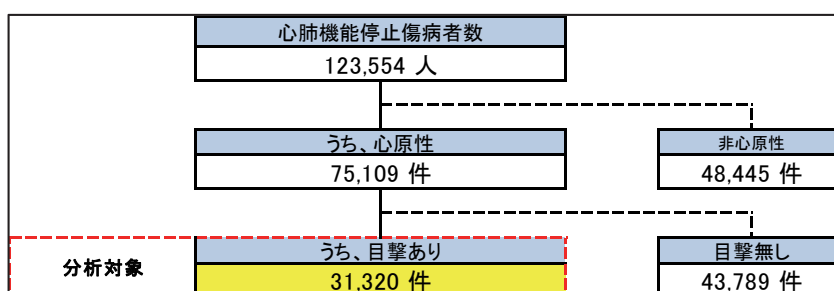 心肺機能停止傷病者数
123,554 人
うち、心原性
非心原性
75,109 件
48,445 件
うち、目撃あり
目撃無し
分析対象
31,320 件
43,789 件